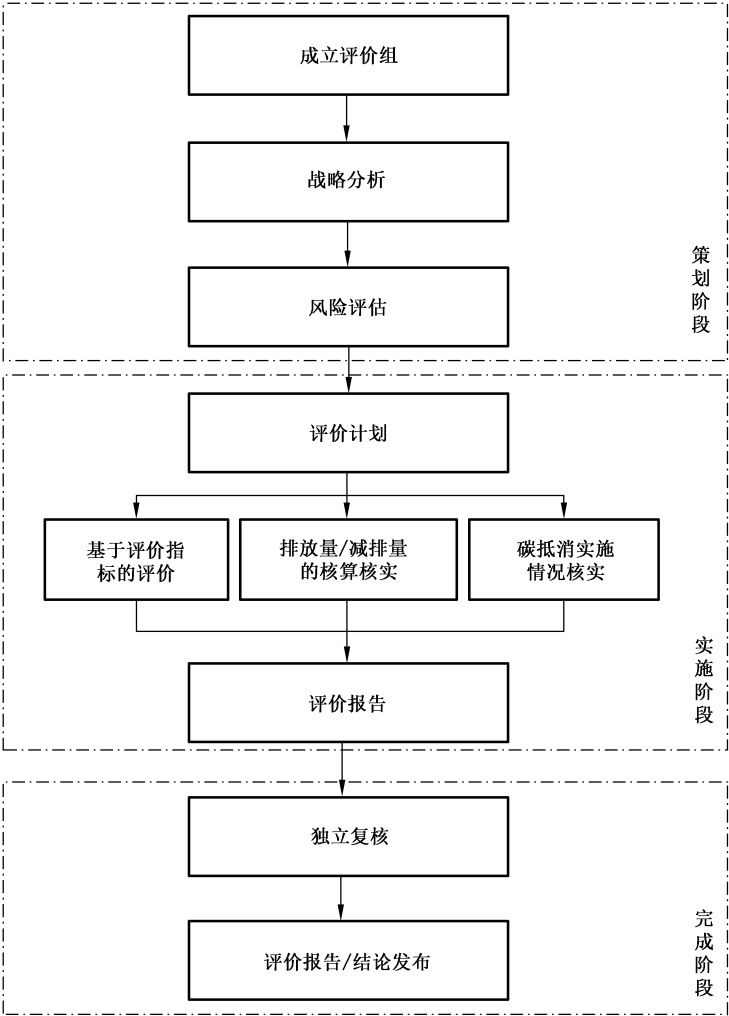 成立评价组
战略分析
风险评估
策划阶段
评价计划
基于评价指
标的评价
排放量/减排量
的核算核实
碳抵消实施
情况核实
评价报告
实施阶段
独立复核
评价报告/结论发布
完成阶段